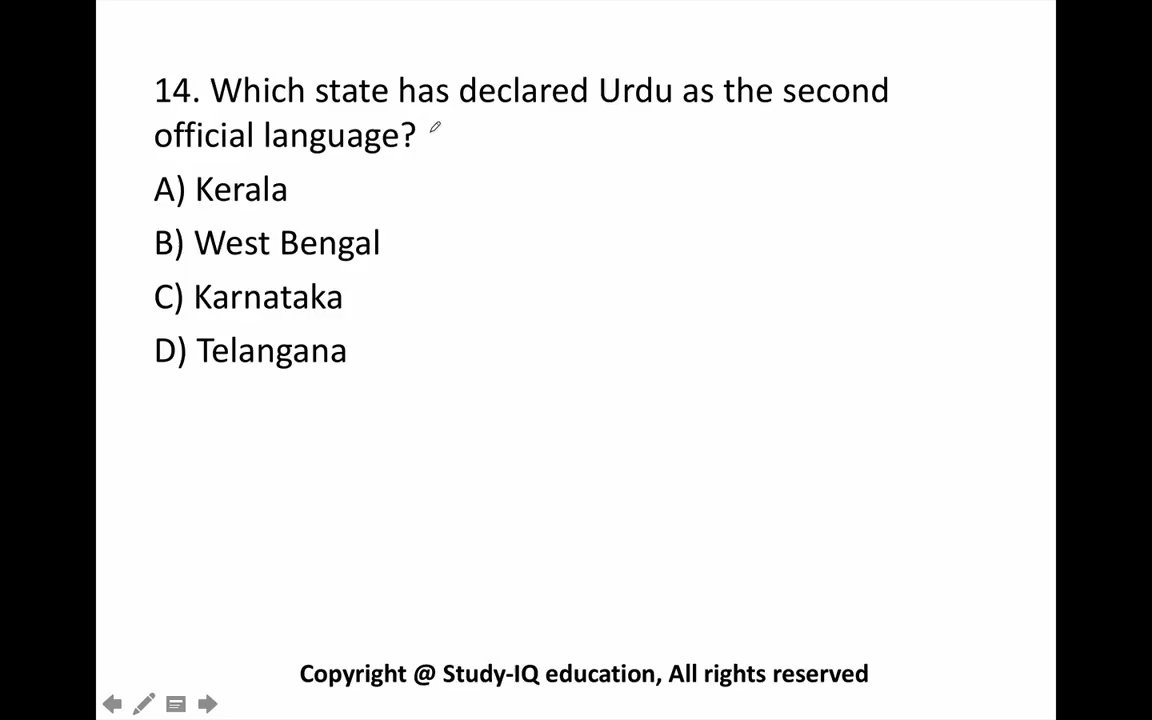 14. Which state has declared Urdu as the second
official language?
A) Kerala
B) West Bengal
C) Karnataka
D) Telangana
Copyright @ Study-IQ education, All rights reserved